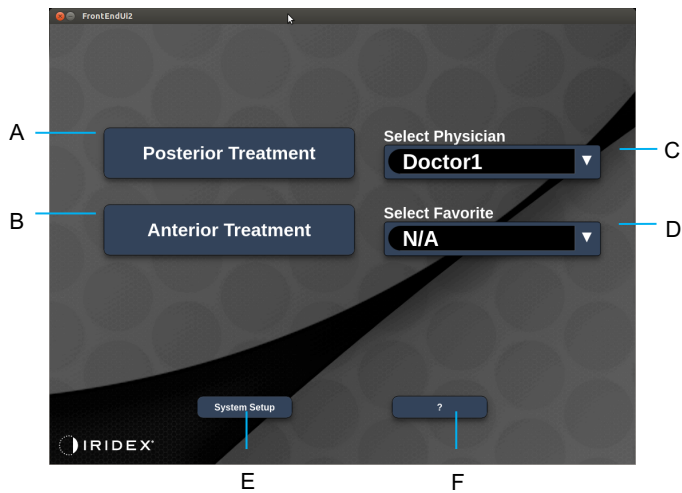 FrontEndUI2
A
Posterior Treatment
Select Physician
Doctor1
C
B
Anterior Treatment
Select Favorite
N/A
D
System Setup
?
IRIDEX
E
F